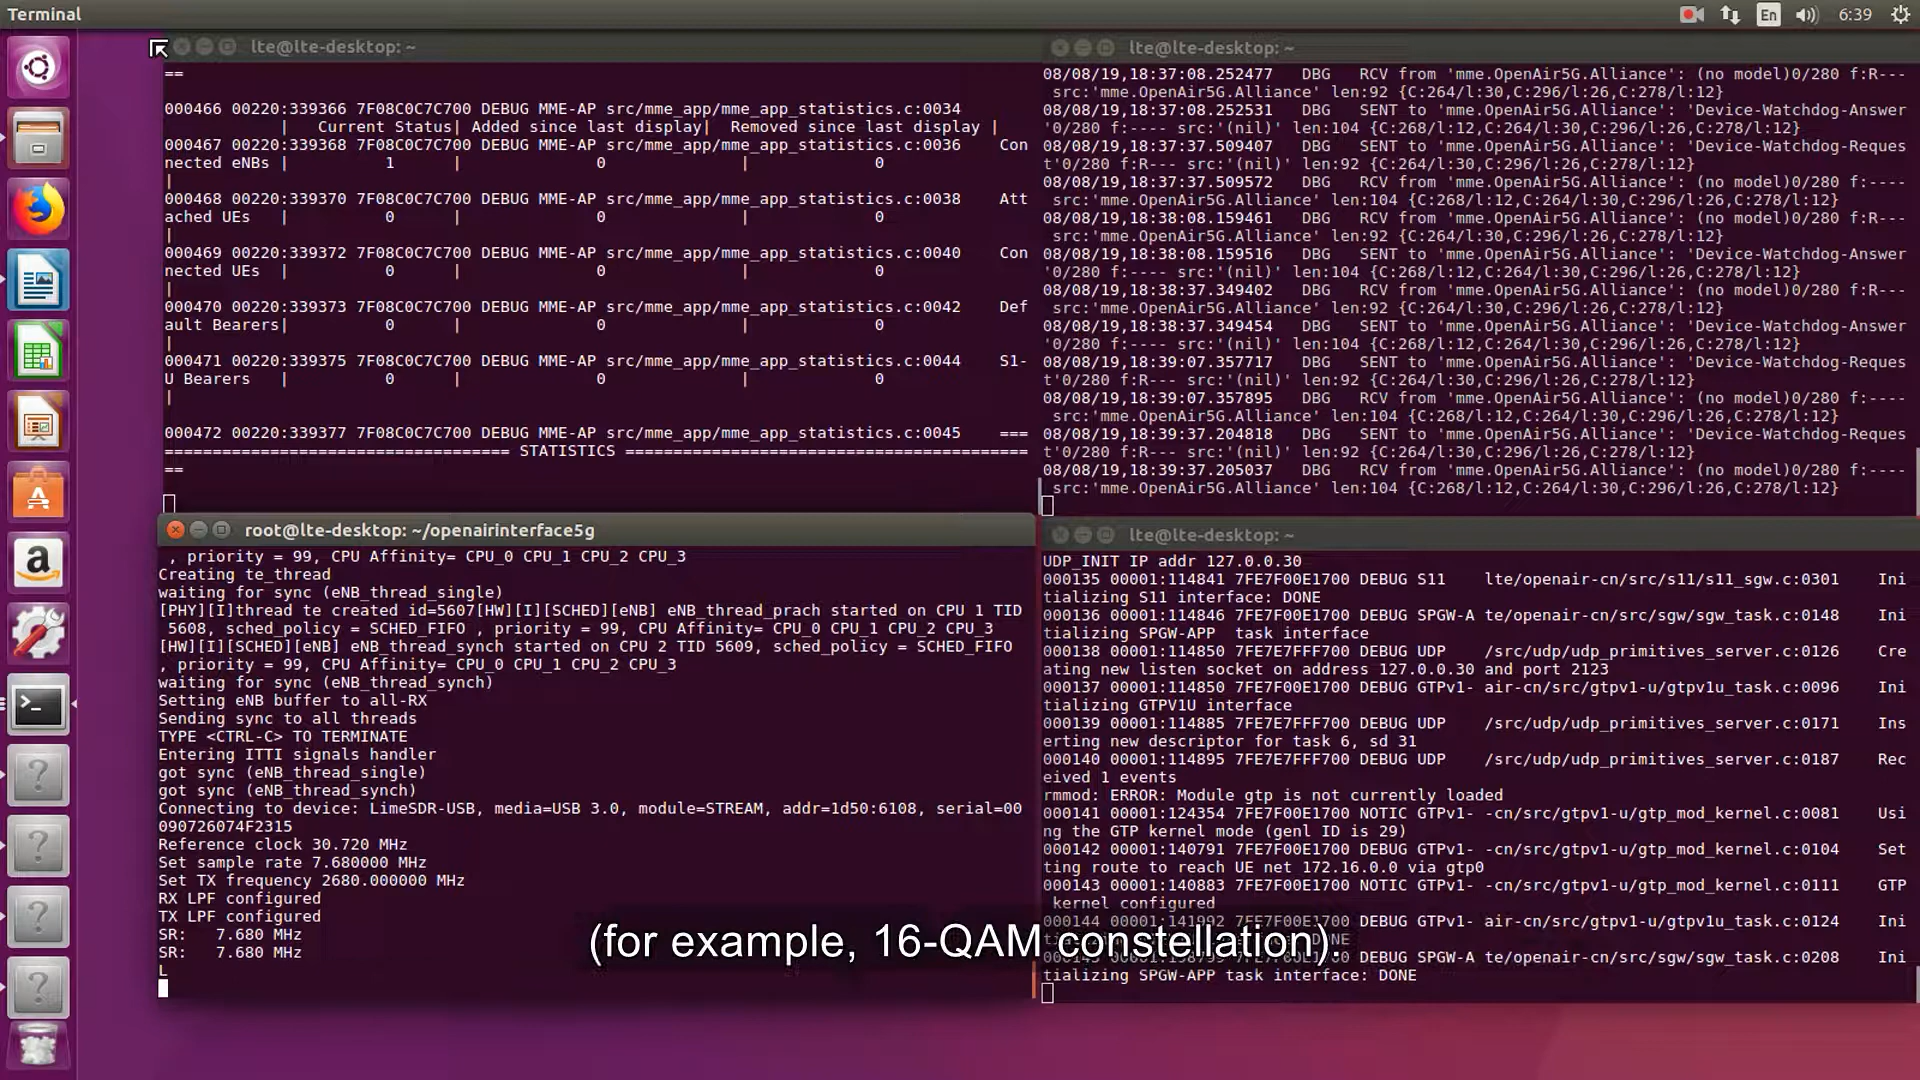 Terminal
En
6:39
lte@lte-desktop: ~
==
000466 00220:339366 7F08C0C7C700 DEBUG MME-AP src/mme_app/mme_app_statistics.c:0034
|   Current Status| Added since last display|  Removed since last display |
000467 00220:339368 7F08C0C7C700 DEBUG MME-AP src/mme_app/mme_app_statistics.c:0036    Con
nected eNBs |          1      |              0              |             0
|
000468 00220:339370 7F08C0C7C700 DEBUG MME-AP src/mme_app/mme_app_statistics.c:0038    Att
ached UEs   |          0      |              0              |             0
|
000469 00220:339372 7F08C0C7C700 DEBUG MME-AP src/mme_app/mme_app_statistics.c:0040    Con
nected UEs  |          0      |              0              |             0
|
000470 00220:339373 7F08C0C7C700 DEBUG MME-AP src/mme_app/mme_app_statistics.c:0042    Def
ault Bearers|          0      |              0              |             0
|
000471 00220:339375 7F08C0C7C700 DEBUG MME-AP src/mme_app/mme_app_statistics.c:0044    S1-
U Bearers   |          0      |              0              |             0
|
000472 00220:339377 7F08C0C7C700 DEBUG MME-AP src/mme_app/mme_app_statistics.c:0045    ===
==================================== STATISTICS ==========================================
==
lte@lte-desktop: ~
08/08/19,18:37:08.252477   DBG   RCV from 'mme.OpenAir5G.Alliance': (no model)0/280 f:R---
src:'mme.OpenAir5G.Alliance' len:92 {C:264/l:30,C:296/l:26,C:278/l:12}
08/08/19,18:37:08.252531   DBG   SENT to 'mme.OpenAir5G.Alliance': 'Device-Watchdog-Answer
'0/280 f:---- src:'(nil)' len:104 {C:268/l:12,C:264/l:30,C:296/l:26,C:278/l:12}
08/08/19,18:37:37.509407   DBG   SENT to 'mme.OpenAir5G.Alliance': 'Device-Watchdog-Reques
t'0/280 f:R--- src:'(nil)' len:92 {C:264/l:30,C:296/l:26,C:278/l:12}
08/08/19,18:37:37.509572   DBG   RCV from 'mme.OpenAir5G.Alliance': (no model)0/280 f:----
src:'mme.OpenAir5G.Alliance' len:104 {C:268/l:12,C:264/l:30,C:296/l:26,C:278/l:12}
08/08/19,18:38:08.159461   DBG   RCV from 'mme.OpenAir5G.Alliance': (no model)0/280 f:R---
src:'mme.OpenAir5G.Alliance' len:92 {C:264/l:30,C:296/l:26,C:278/l:12}
08/08/19,18:38:08.159516   DBG   SENT to 'mme.OpenAir5G.Alliance': 'Device-Watchdog-Answer
'0/280 f:---- src:'(nil)' len:104 {C:268/l:12,C:264/l:30,C:296/l:26,C:278/l:12}
08/08/19,18:38:37.349402   DBG   SENT to 'mme.OpenAir5G.Alliance': 'Device-Watchdog-Reques
t'0/280 f:R--- src:'(nil)' len:92 {C:264/l:30,C:296/l:26,C:278/l:12}
08/08/19,18:38:37.349454   DBG   SENT to 'mme.OpenAir5G.Alliance': 'Device-Watchdog-Answer
'0/280 f:---- src:'(nil)' len:104 {C:268/l:12,C:264/l:30,C:296/l:26,C:278/l:12}
08/08/19,18:39:07.357717   DBG   SENT to 'mme.OpenAir5G.Alliance': 'Device-Watchdog-Reques
t'0/280 f:R--- src:'(nil)' len:92 {C:264/l:30,C:296/l:26,C:278/l:12}
08/08/19,18:39:07.357895   DBG   RCV from 'mme.OpenAir5G.Alliance': (no model)0/280 f:----
src:'mme.OpenAir5G.Alliance' len:104 {C:268/l:12,C:264/l:30,C:296/l:26,C:278/l:12}
08/08/19,18:39:37.204818   DBG   SENT to 'mme.OpenAir5G.Alliance': 'Device-Watchdog-Reques
t'0/280 f:R--- src:'(nil)' len:92 {C:264/l:30,C:296/l:26,C:278/l:12}
08/08/19,18:39:37.205037   DBG   RCV from 'mme.OpenAir5G.Alliance': (no model)0/280 f:----
src:'mme.OpenAir5G.Alliance' len:104 {C:268/l:12,C:264/l:30,C:296/l:26,C:278/l:12}
root@lte-desktop: ~/openairinterface5g
, priority = 99, CPU Affinity= CPU_0 CPU_1 CPU_2 CPU_3
Creating te_thread
waiting for sync (eNB_thread_single)
[PHY][I]thread te created id=5607[HW][I][SCHED][eNB] eNB_thread_prach started on CPU 1 TID
5608, sched_policy = SCHED_FIFO , priority = 99, CPU Affinity= CPU_0 CPU_1 CPU_2 CPU_3
[HW][I][SCHED][eNB] eNB_thread_synch started on CPU 2 TID 5609, sched_policy = SCHED_FIFO
, priority = 99, CPU Affinity= CPU_0 CPU_1 CPU_2 CPU_3
waiting for sync (eNB_thread_synch)
Setting eNB buffer to all-RX
Sending sync to all threads
TYPE <CTRL-C> TO TERMINATE
Entering ITTI signals handler
got sync (eNB_thread_single)
got sync (eNB_thread_synch)
Connecting to device: LimeSDR-USB, media=USB 3.0, module=STREAM, addr=1d50:6108, serial=00
090726074F2315
Reference clock 30.720 MHz
Set sample rate 7.680000 MHz
Set TX frequency 2680.000000 MHz
RX LPF configured
TX LPF configured
SR:   7.680 MHz
SR:   7.680 MHz
L
lte@lte-desktop: ~
UDP_INIT IP addr 127.0.0.30
000135 00001:114841 7FE7F00E1700 DEBUG S11    lte/openair-cn/src/s11/s11_sgw.c:0301    Ini
tializing S11 interface: DONE
000136 00001:114846 7FE7F00E1700 DEBUG SPGW-A te/openair-cn/src/sgw/sgw_task.c:0148    Ini
tializing SPGW-APP  task interface
000138 00001:114850 7FE7EFFF700 DEBUG UDP    /src/udp/udp_primitives_server.c:0126    Cre
ating new listen socket on address 127.0.0.30 and port 2123
000137 00001:114850 7FE7F00E1700 DEBUG GTPv1- air-cn/src/gtpv1-u/gtpv1u_task.c:0096    Ini
tializing GTPV1U interface
000139 00001:114885 7FE7EFFF700 DEBUG UDP    /src/udp/udp_primitives_server.c:0171    Ins
erting new descriptor for task 6, sd 31
000140 00001:114895 7FE7EFFF700 DEBUG UDP    /src/udp/udp_primitives_server.c:0187    Rec
eived 1 events
rmmod: ERROR: Module gtp is not currently loaded
000141 00001:124354 7FE7F00E1700 NOTIC GTPv1- -cn/src/gtpv1-u/gtp_mod_kernel.c:0081    Usi
ng the GTP kernel mode (genl ID is 29)
000142 00001:140791 7FE7F00E1700 DEBUG GTPv1- -cn/src/gtpv1-u/gtp_mod_kernel.c:0104    Set
ting route to reach UE net 172.16.0.0 via gtp0
000143 00001:140883 7FE7F00E1700 NOTIC GTPv1- -cn/src/gtpv1-u/gtp_mod_kernel.c:0111    GTP
kernel configured
000144 00001:141992 7FE7F00E1700 DEBUG GTPv1- air-cn/src/gtpv1-u/gtpv1u_task.c:0124    Ini
DEBUG SPGW-A te/openair-cn/src/sgw/sgw_task.c:0208    Ini
tializing SPGW-APP task interface: DONE
(for example, 16-QAM constellation).